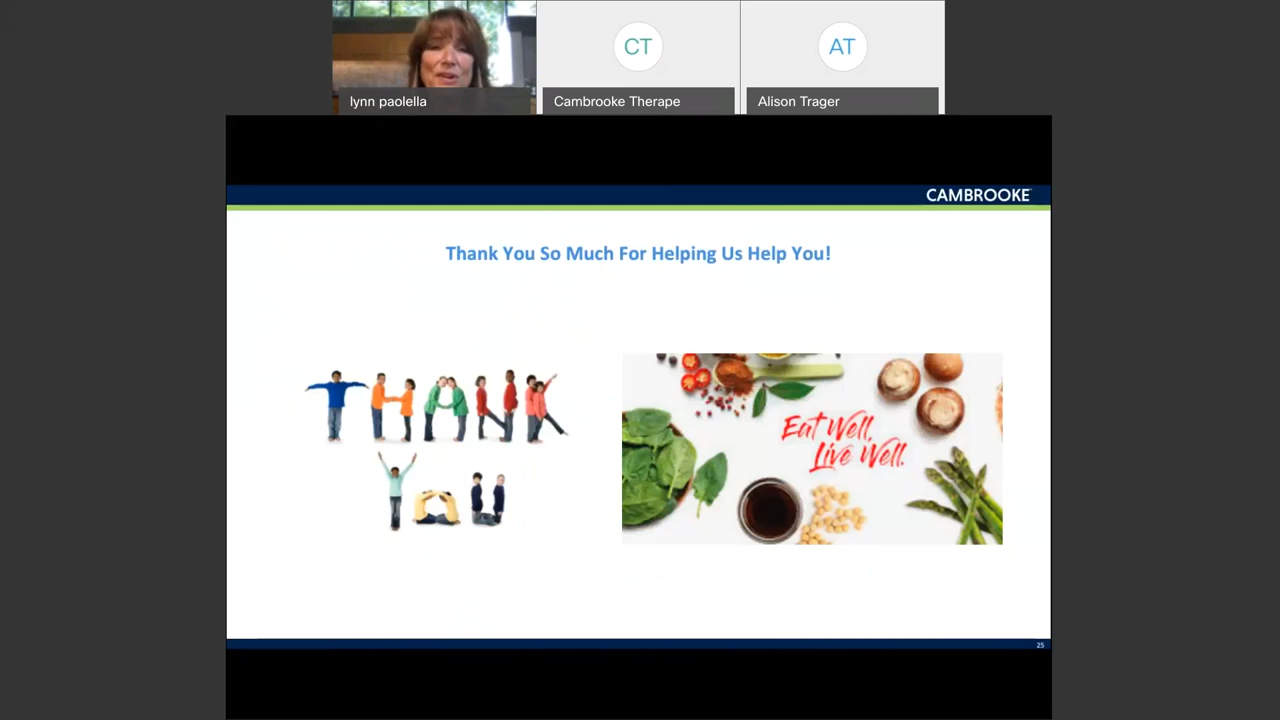 CT
AT
lynn paolella
Cambrooke Therape
Alison Trager
CAMBROOKE
Thank You So Much For Helping Us Help You!
THANK
YOU
Eat Well,
Live Well.
25